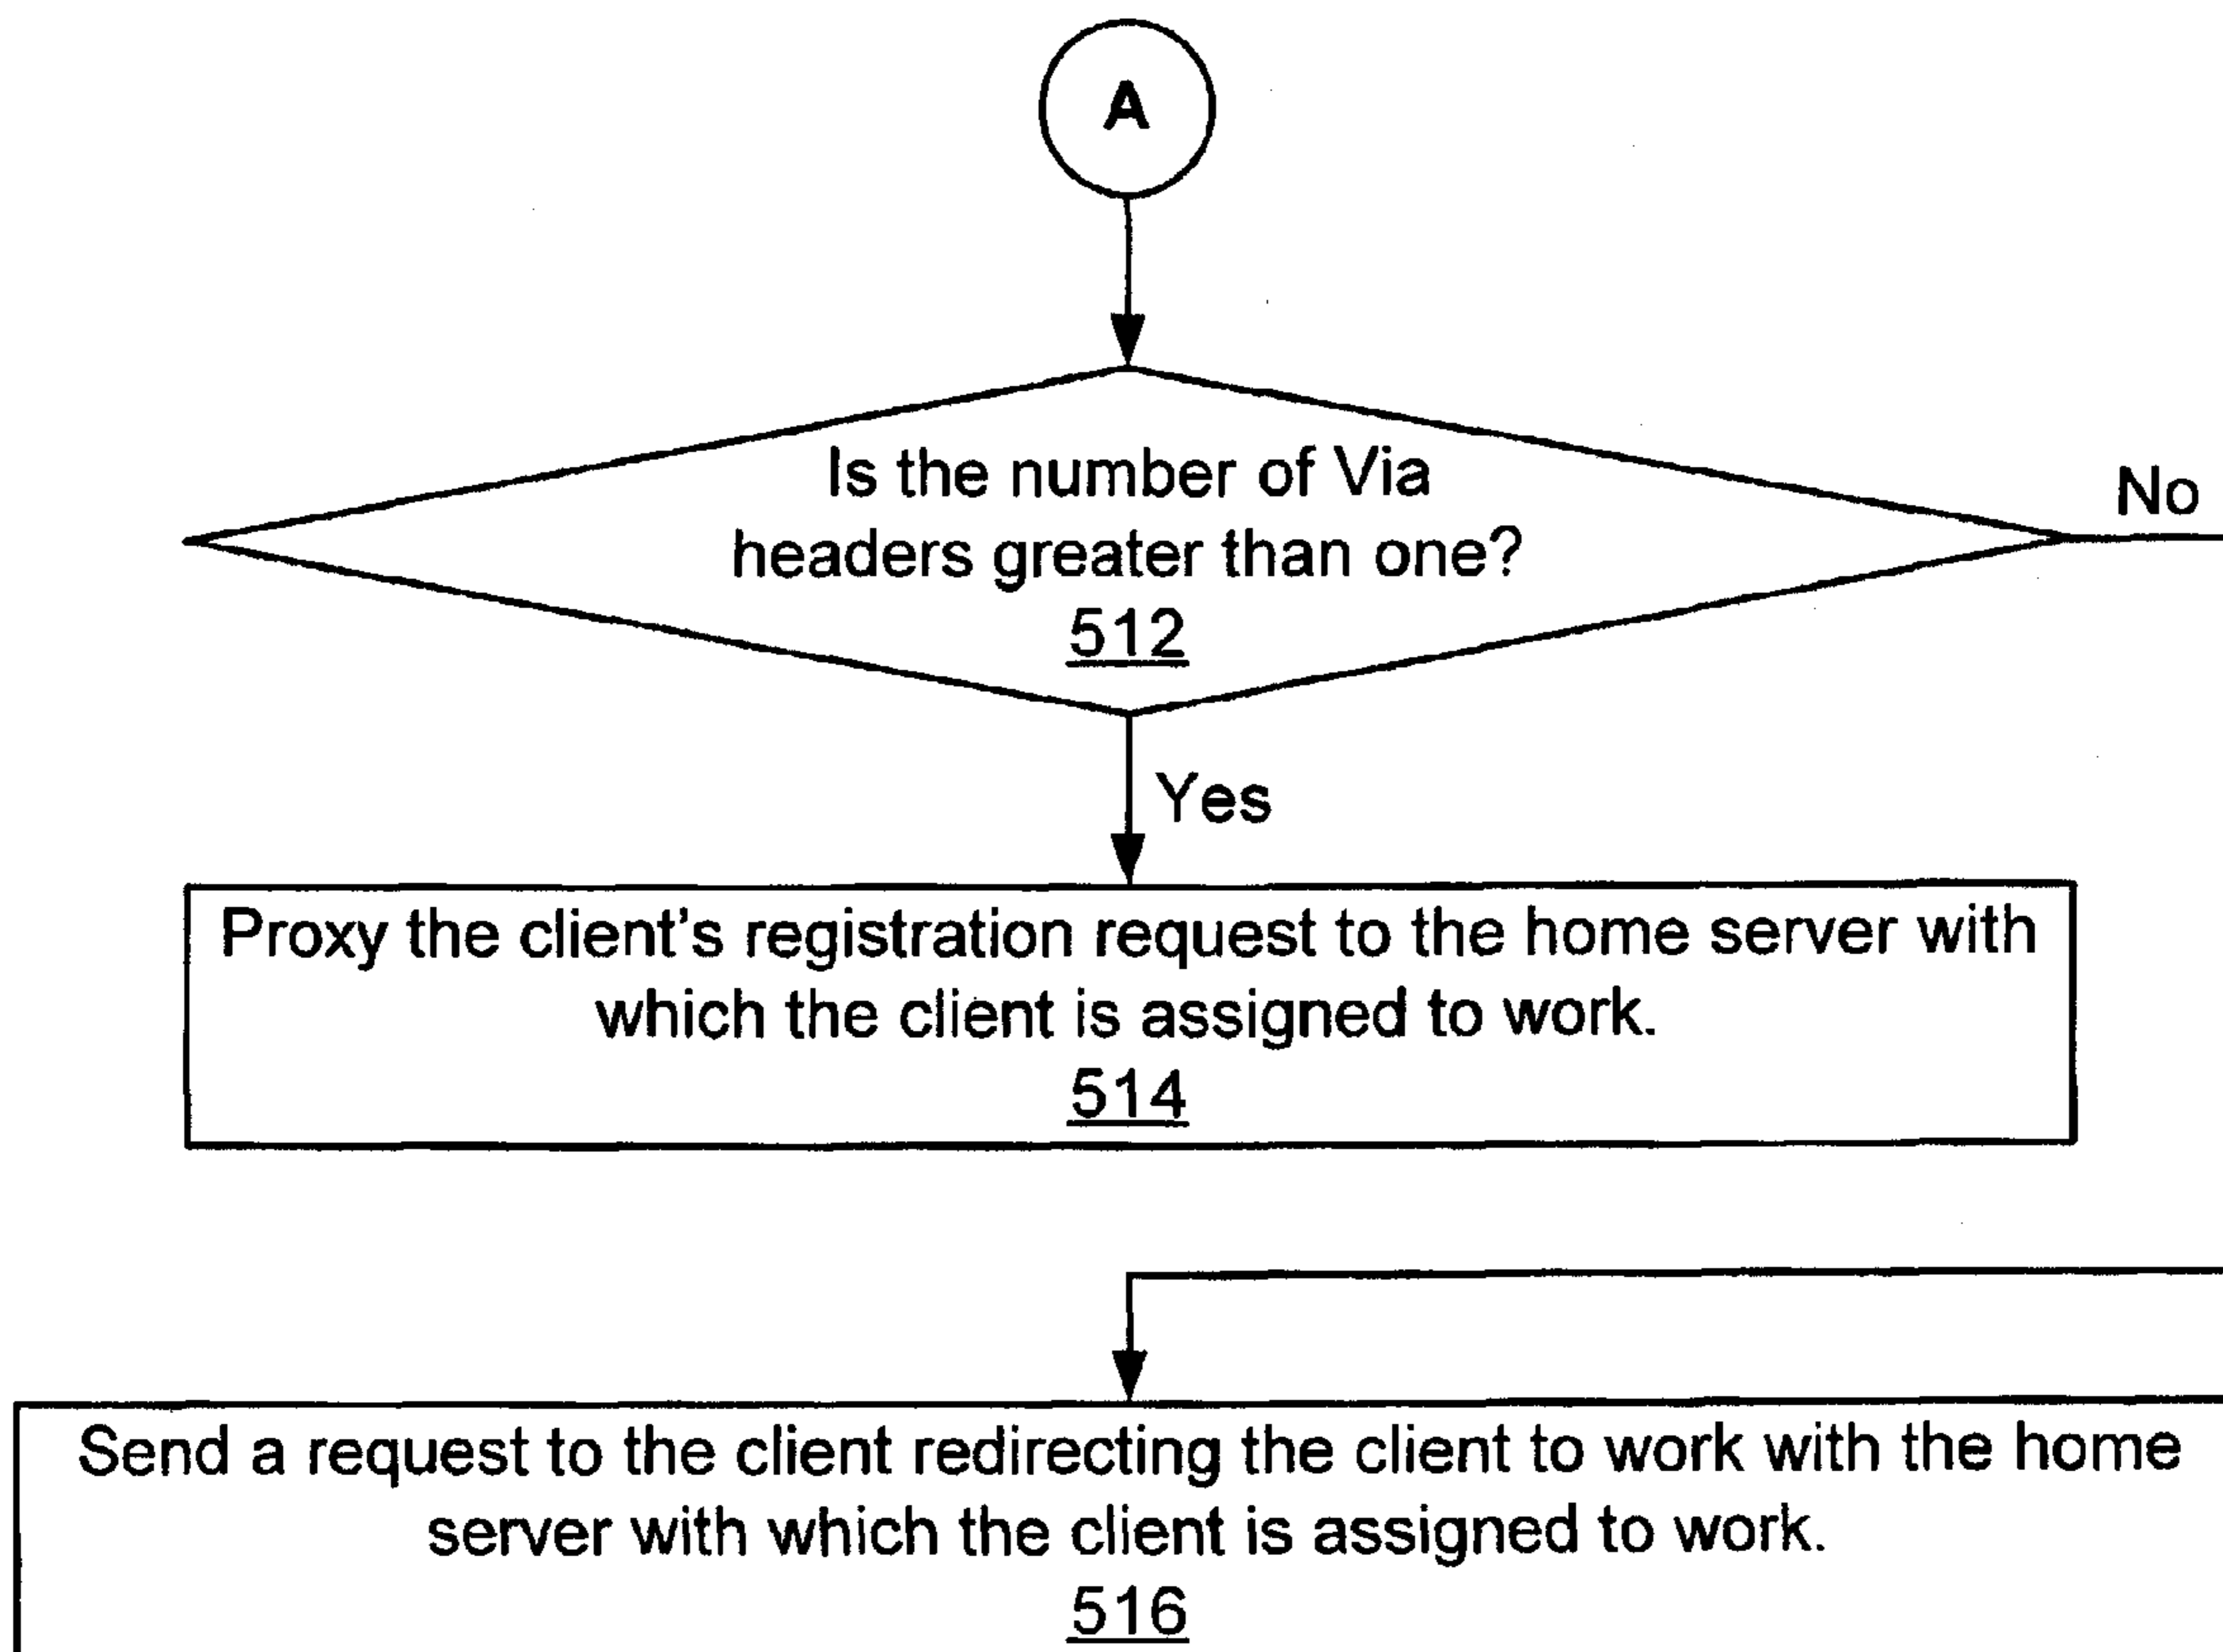 A
Is the number of Via
headers greater than one?
512
No
Yes
Proxy the client's registration request to the home server with
which the client is assigned to work.
514
Send a request to the client redirecting the client to work with the home
server with which the client is assigned to work.
516